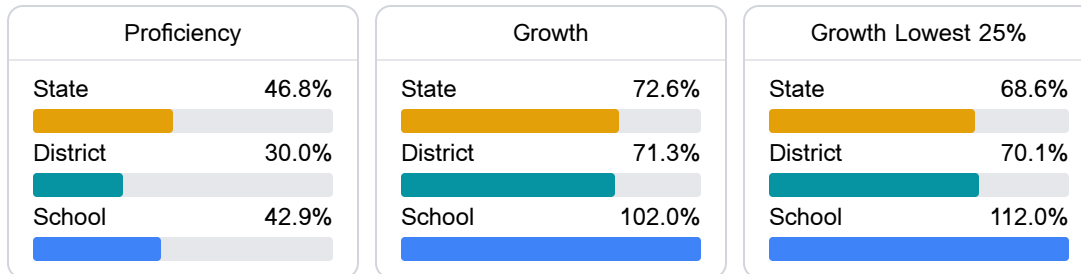 Proficiency
State 46.8%
District 30.0%
School 42.9%
Growth
State 72.6%
District 71.3%
School 102.0%
Growth Lowest 25%
State 68.6%
District 70.1%
School 112.0%